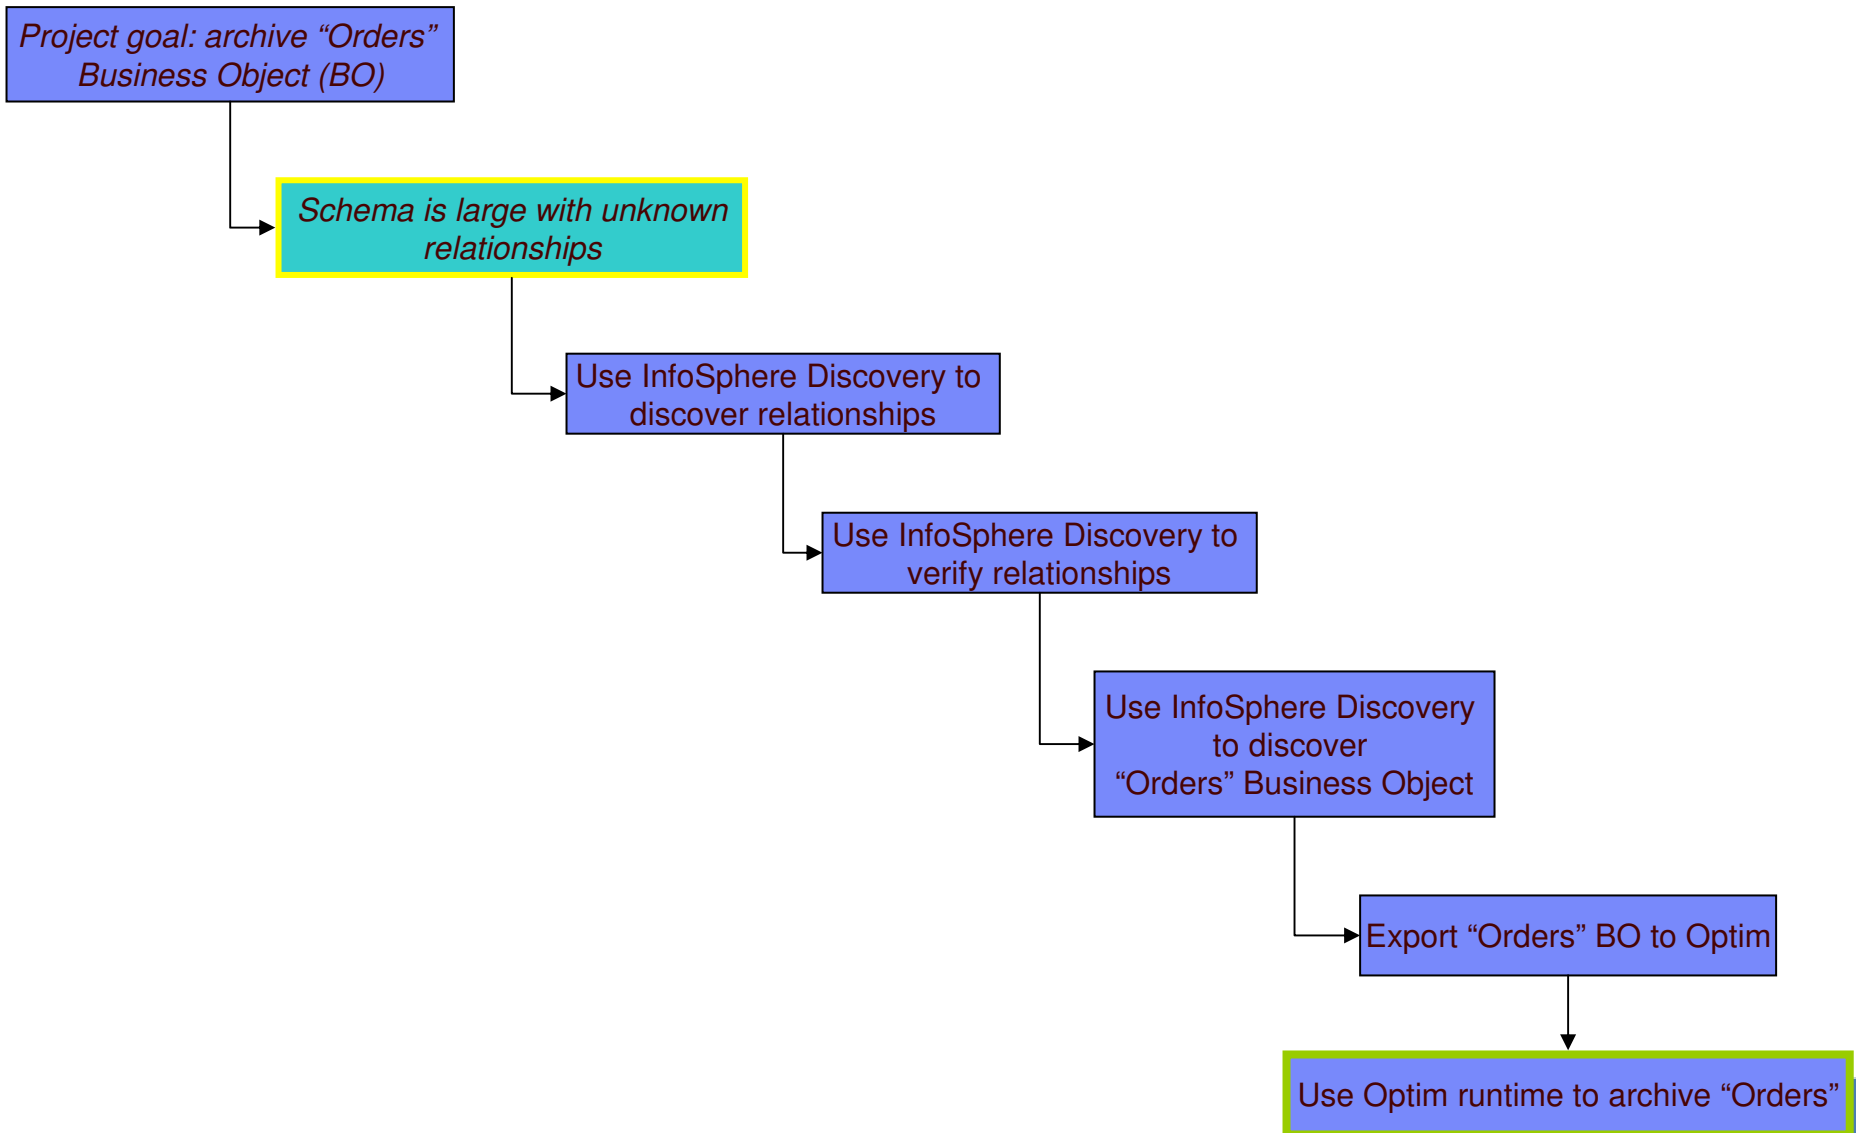 Project goal: archive “Orders”
Business Object (BO)
Schema is large with unknown
relationships
Use InfoSphere Discovery to
discover relationships
Use InfoSphere Discovery to
verify relationships
Use InfoSphere Discovery
to discover
“Orders” Business Object
Export “Orders” BO to Optim
Use Optim runtime to archive “Orders”